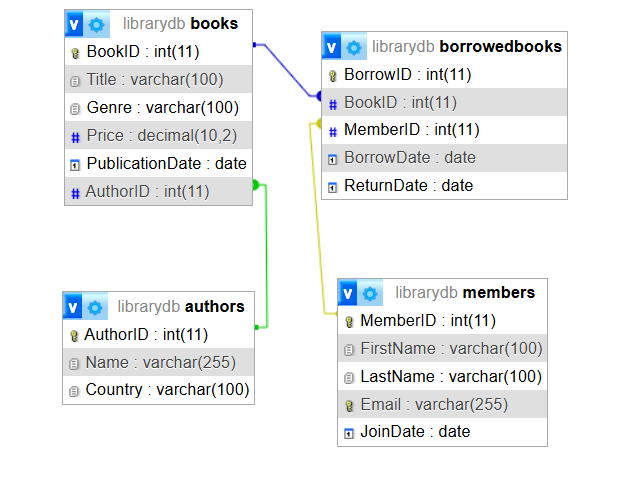 v librarydb books
BookID : int(11)
Title : varchar(100)
Genre : varchar(100)
# Price : decimal(10,2)
PublicationDate : date
# AuthorID : int(11)
v librarydb borrowedbooks
BorrowID : int(11)
# BookID : int(11)
# MemberID : int(11)
BorrowDate : date
ReturnDate : date
v librarydb authors
AuthorID : int(11)
Name : varchar(255)
Country : varchar(100)
v librarydb members
MemberID : int(11)
FirstName : varchar(100)
LastName : varchar(100)
Email : varchar(255)
JoinDate : date